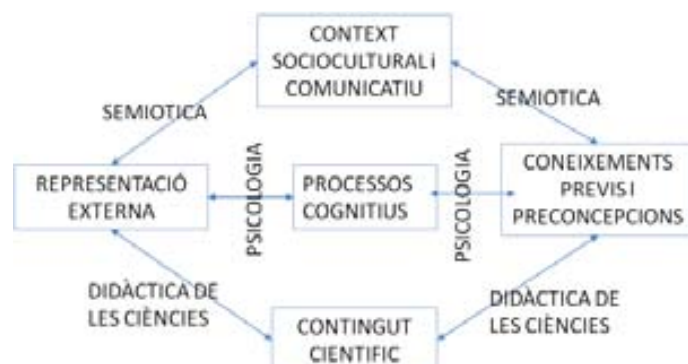 CONTEXT
SOCIOCULTURAL i
COMUNICATIU
SEMIOTICA
SEMIOTICA
REPRESENTACIÓ
EXTERNA
PSICOLOGIA
PROCESSOS
COGNITIUS
PSICOLOGIA
CONEIXEMENTS
PREVIS I
PRECONCEPCIONS
DIDÀCTICA DE
LES CIÈNCIES
DIDÀCTICA DE
LES CIÈNCIES
CONTINGUT
CIENTIFIC